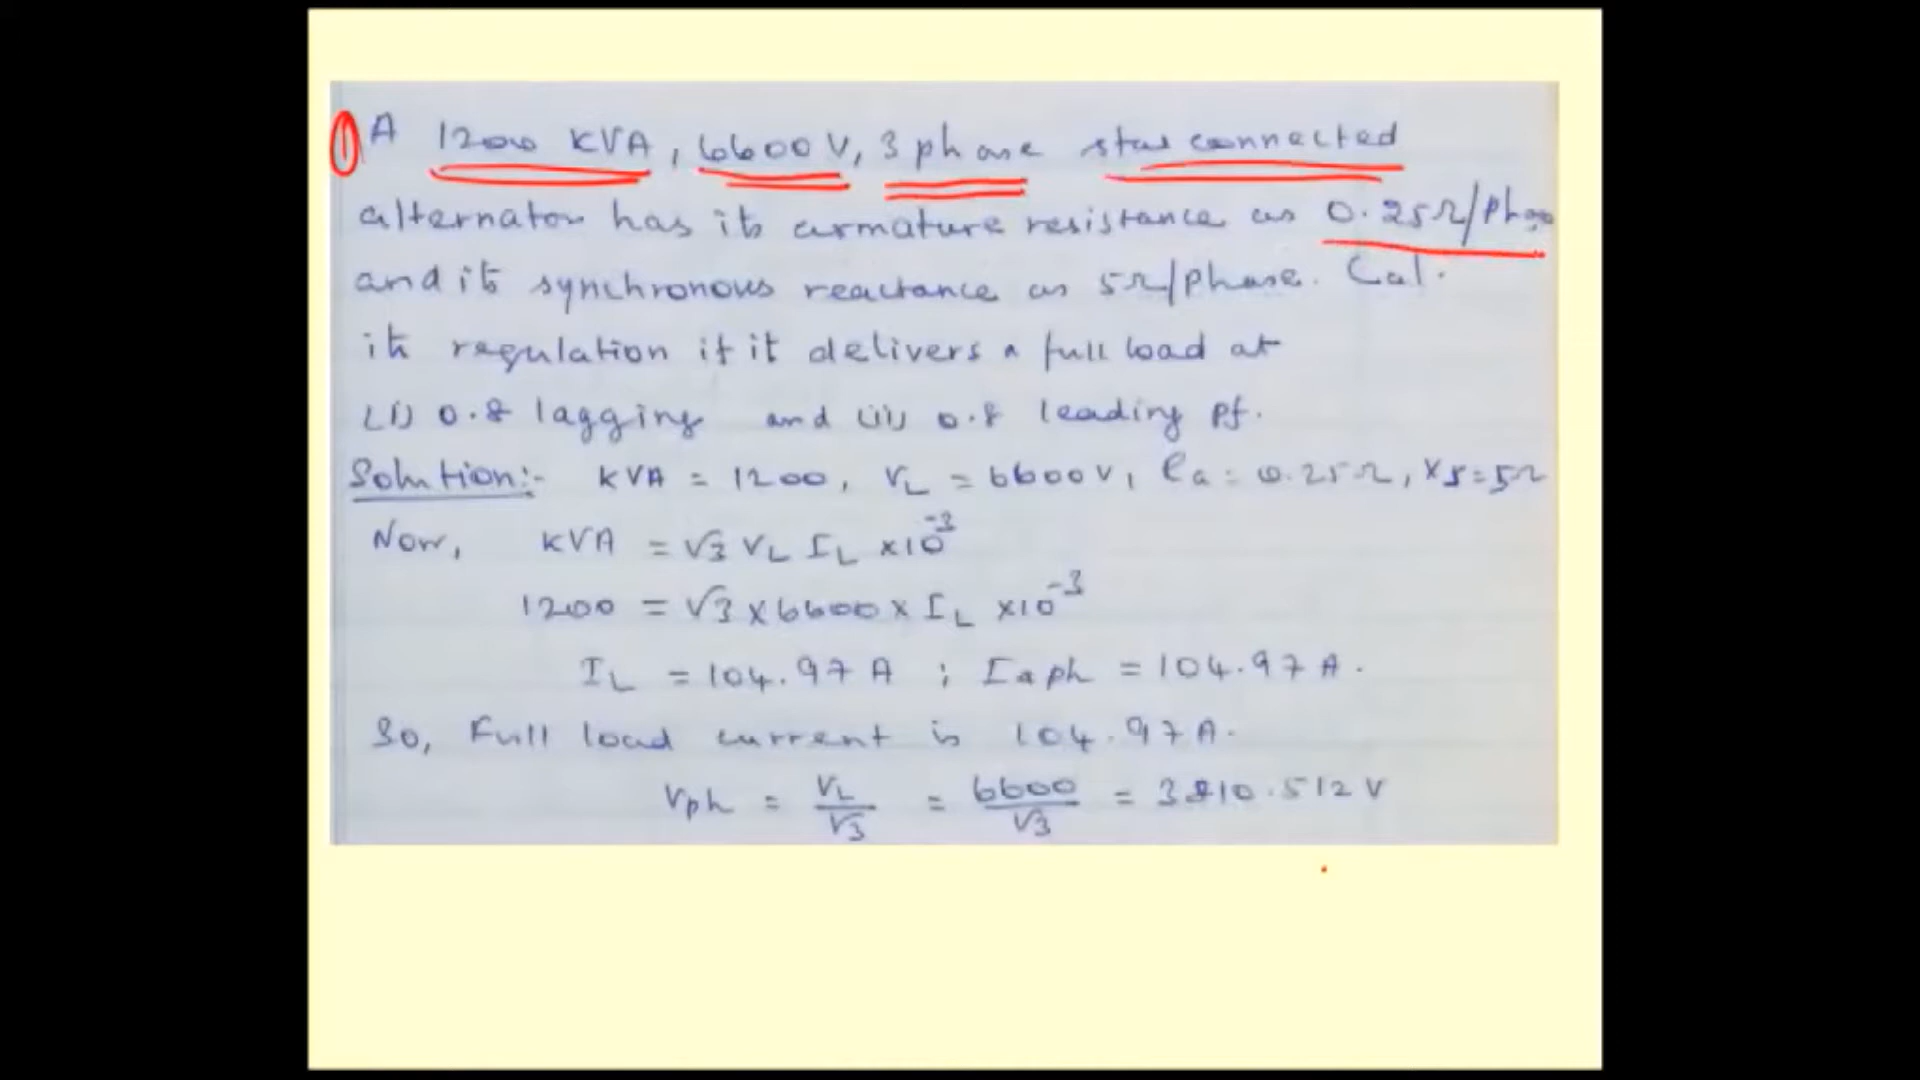 ① A 1200 KVA, 6600 V, 3 phase star connected
alternator has its armature resistance as 0.25Ω/Phase
and its synchronous reactance as 5Ω/Phase. Cal.
its regulation if it delivers a full load at
(i) 0.8 lagging and (ii) 0.8 leading Pf.
Solution:- KVA = 1200, VL = 6600V, Ra = 0.25Ω, Xs = 5Ω
Now, KVA = √3 VL IL ×10⁻³
1200 = √3 × 6600 × IL ×10⁻³
IL = 104.97 A ; Iaph = 104.97 A.
So, Full load current is 104.97 A.
Vph = VL/√3 = 6600/√3 = 3810.512 V